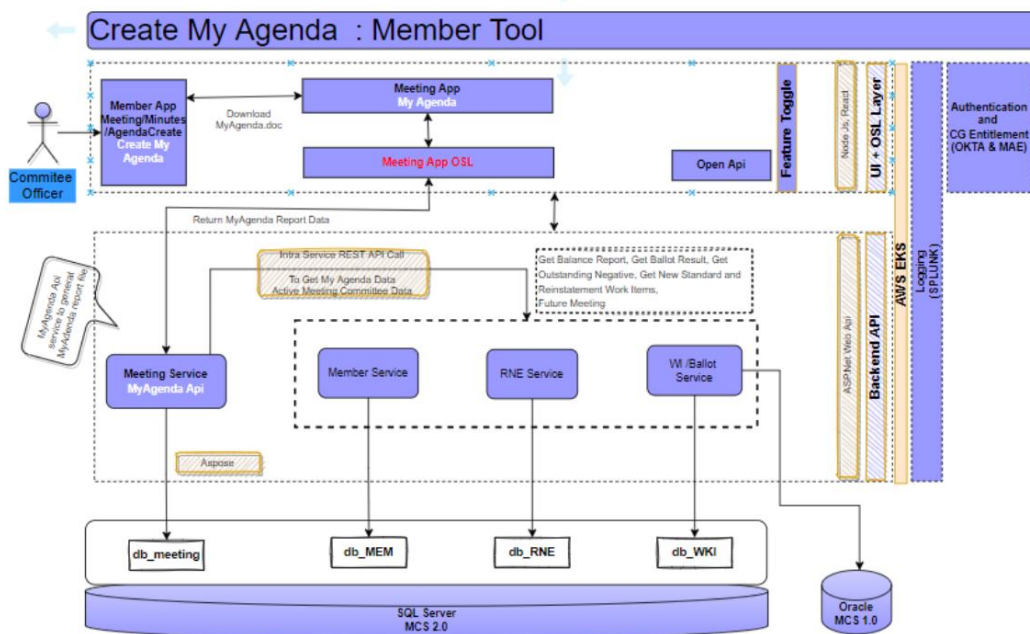 Create My Agenda : Member Tool
Member App
Meeting/Minutes
/AgendaCreate
Create My
Agenda
Download
MyAgenda.doc
Meeting App
My Agenda
Meeting App OSL
Open Api
Feature Toggle
Node Js, React
UI + OSL Layer
AWS EKS
Logging
(SPLUNK)
Authentication
and
CG Entitlement
(OKTA & MAE)
Commitee
Officer
Return MyAgenda Report Data
Intra Service REST API Call
To Get My Agenda Data
Active Meeting Committee Data
Get Balance Report, Get Ballot Result, Get
Outstanding Negative, Get New Standard and
Reinstatement Work Items,
Future Meeting
MyAgenda Api
service to general
MyAdenda report file
Meeting Service
MyAgenda Api
Member Service
RNE Service
WI /Ballot
Service
ASP.Net Web Api
Backend API
Aspose
db_meeting
db_MEM
db_RNE
db_WKI
SQL Server
MCS 2.0
Oracle
MCS 1.0